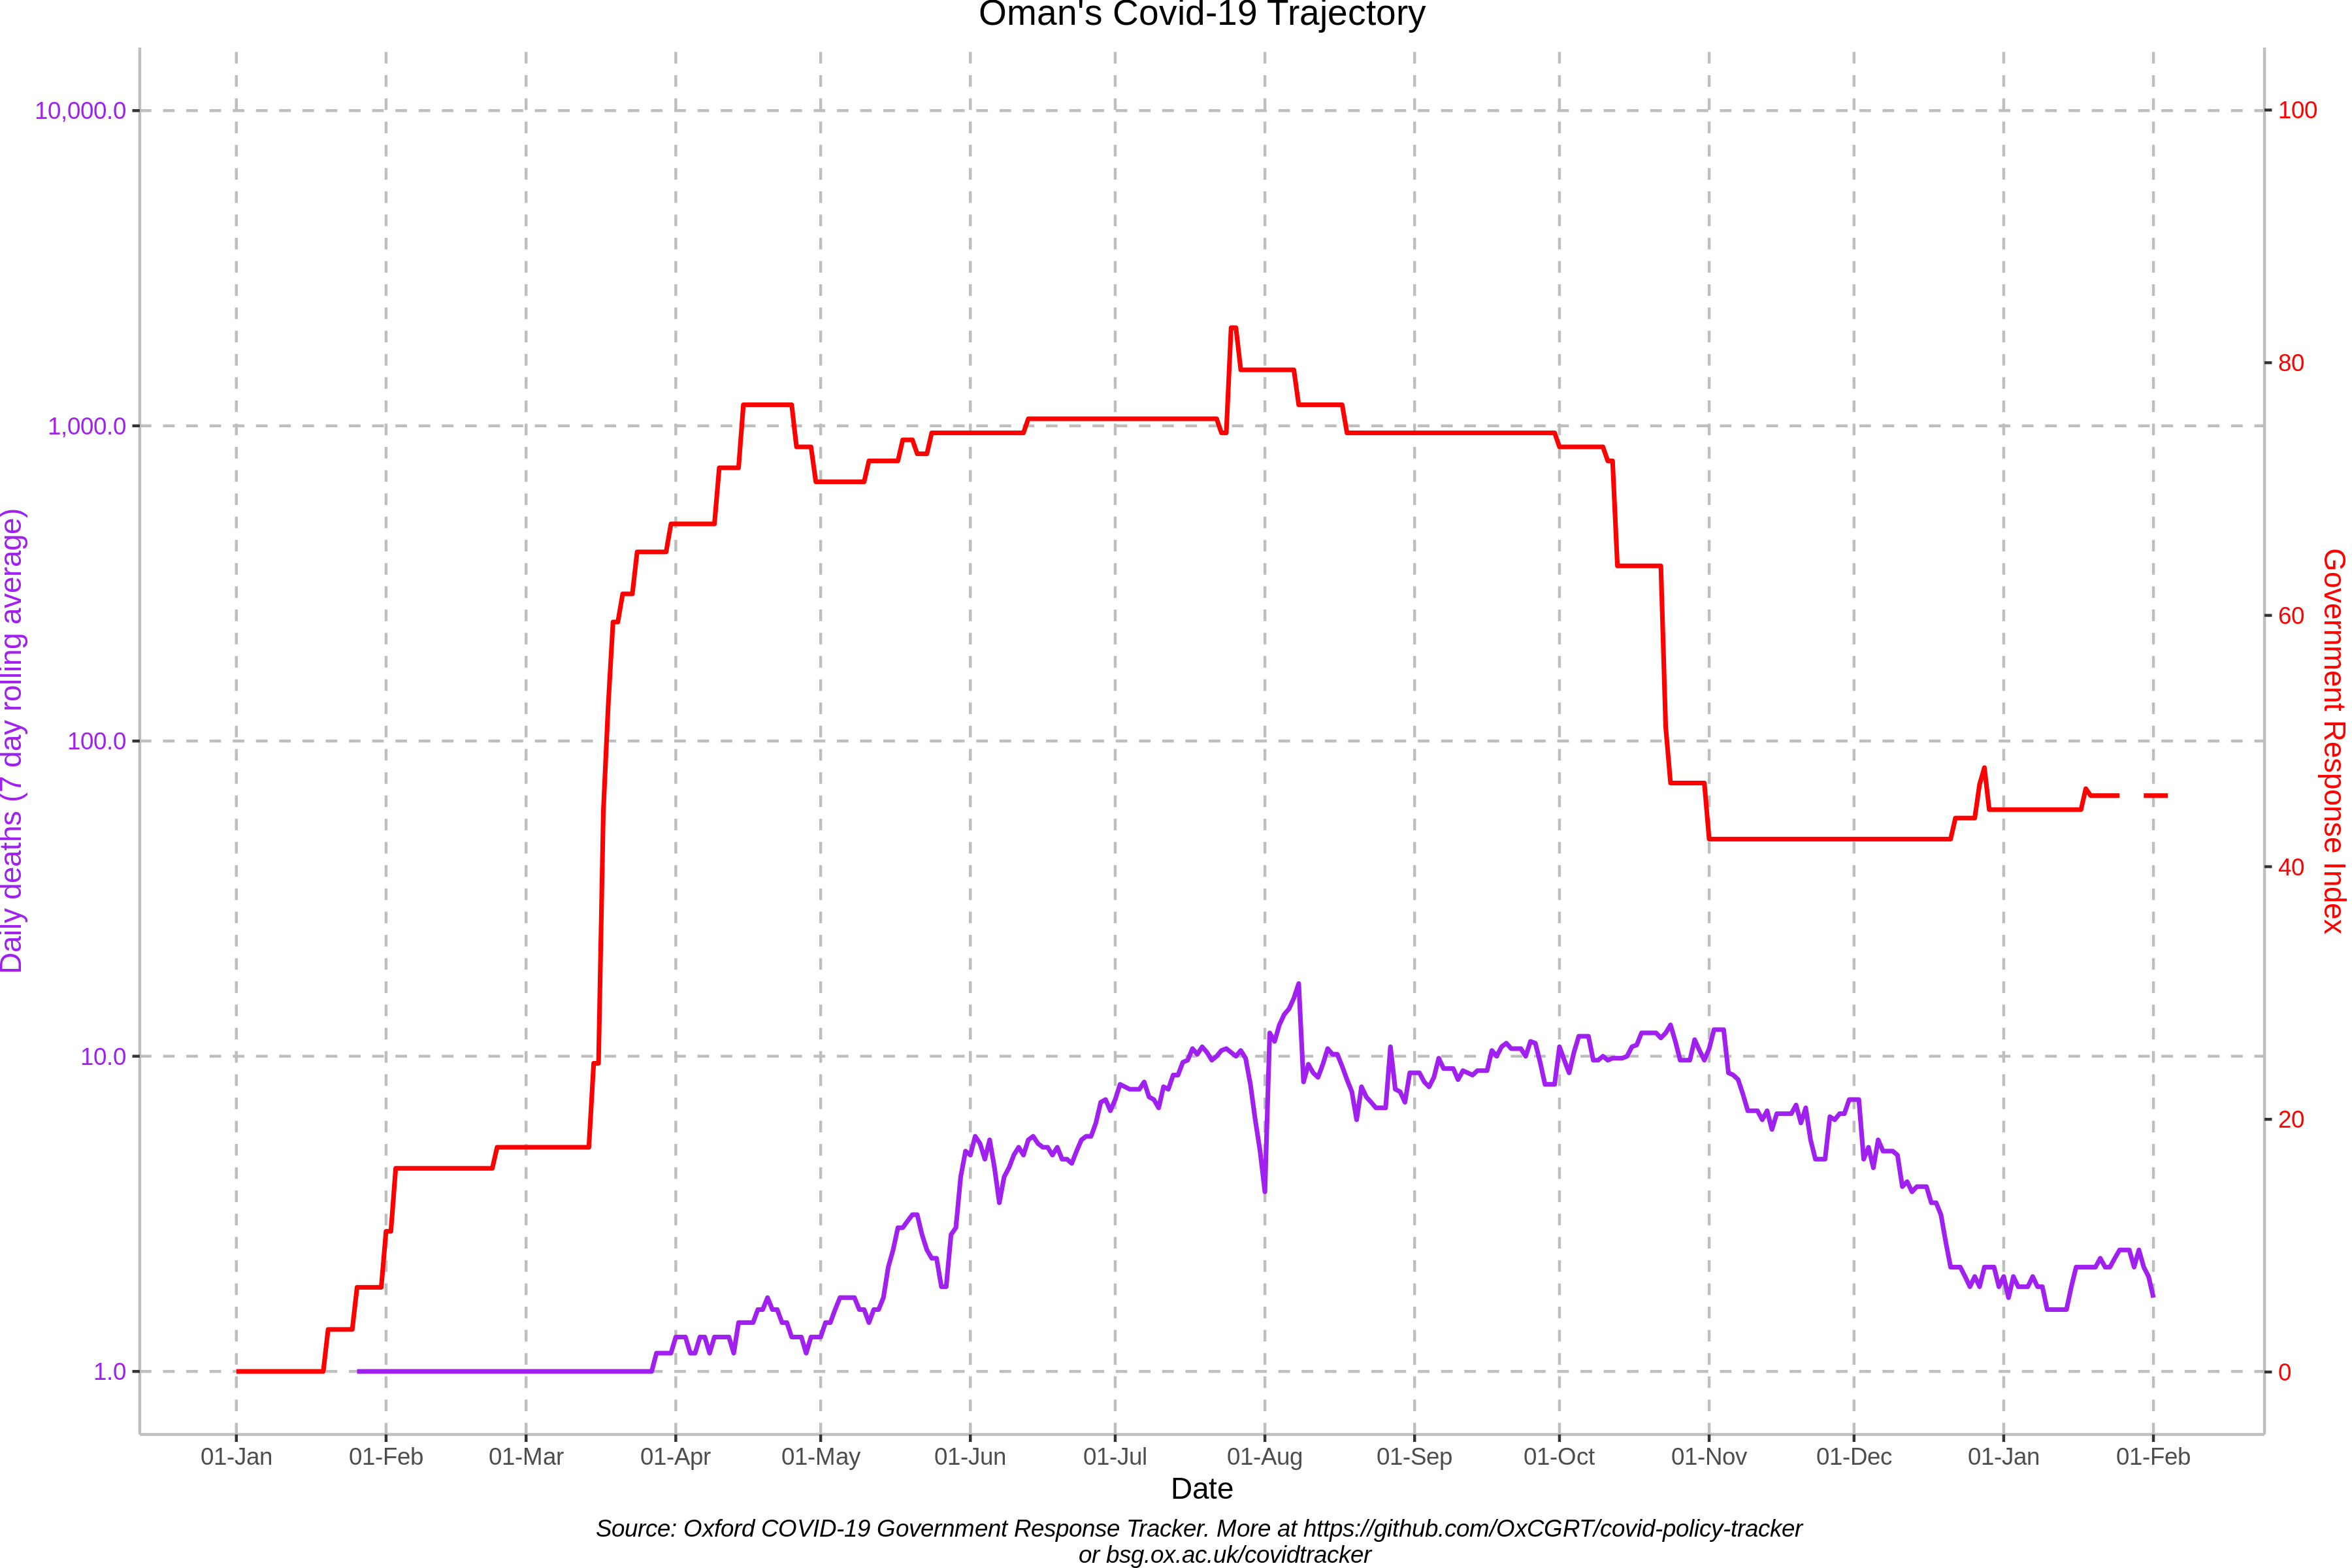 Oman's Covid-19 Trajectory
10,000.0
1,000.0
100.0
10.0
1.0
Daily deaths (7 day rolling average)
100
80
60
40
20
0
Government Response Index
01-Jan 01-Feb 01-Mar 01-Apr 01-May 01-Jun 01-Jul 01-Aug 01-Sep 01-Oct 01-Nov 01-Dec 01-Jan 01-Feb
Date
Source: Oxford COVID-19 Government Response Tracker. More at https://github.com/OxCGRT/covid-policy-tracker
or bsg.ox.ac.uk/covidtracker